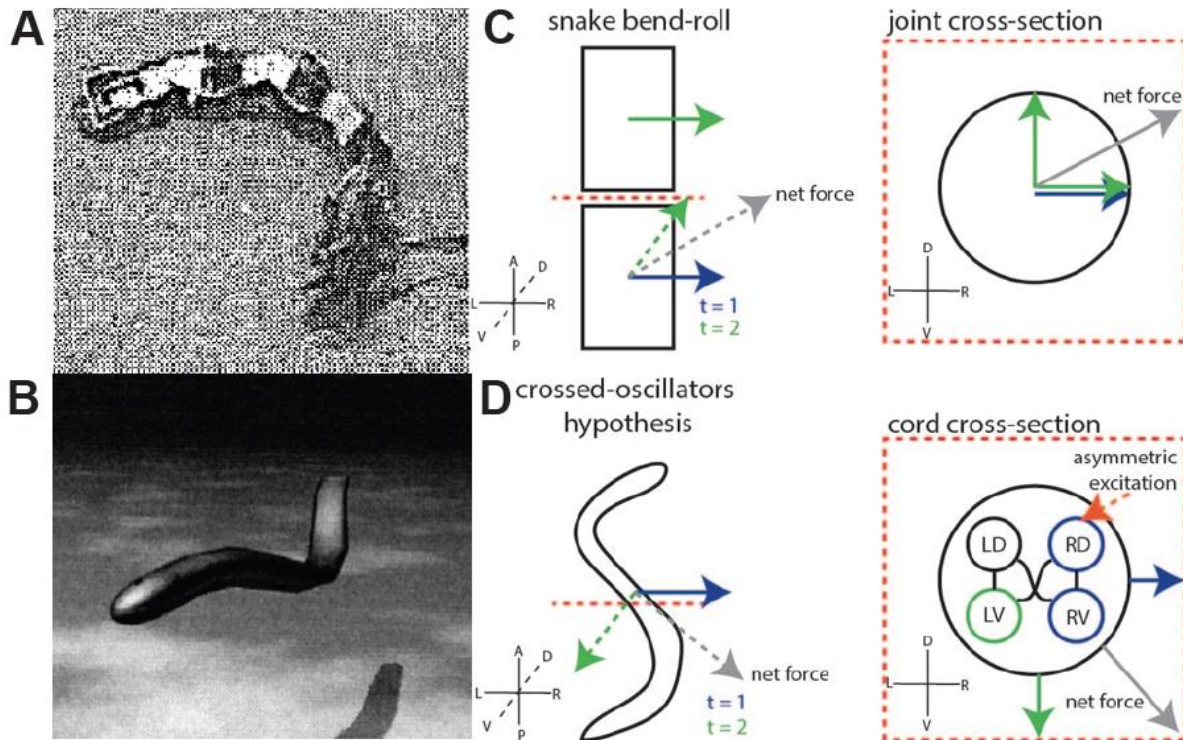 A
B
C
snake bend-roll
net force
A
D
L
R
V
P
t = 1
t = 2
joint cross-section
net force
D
L
R
V
D
crossed-oscillators
hypothesis
A
D
L
R
V
P
net force
t = 1
t = 2
cord cross-section
asymmetric
excitation
LD
RD
LV
RV
D
L
R
V
net force